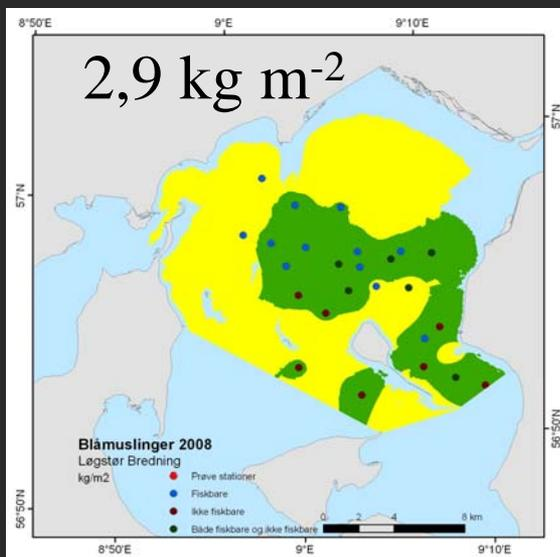 8°50'E 9°E 9°10'E
2,9 kg m-2
57°N
57°N
56°50'N
56°50'N
Blåmuslinger 2008
Løgstør Bredning
kg/m2
Prøve stationer
Fiskbare
Ikke fiskbare
Både fiskbare og ikke fiskbare
0 2 4 8 km
8°50'E 9°E 9°10'E